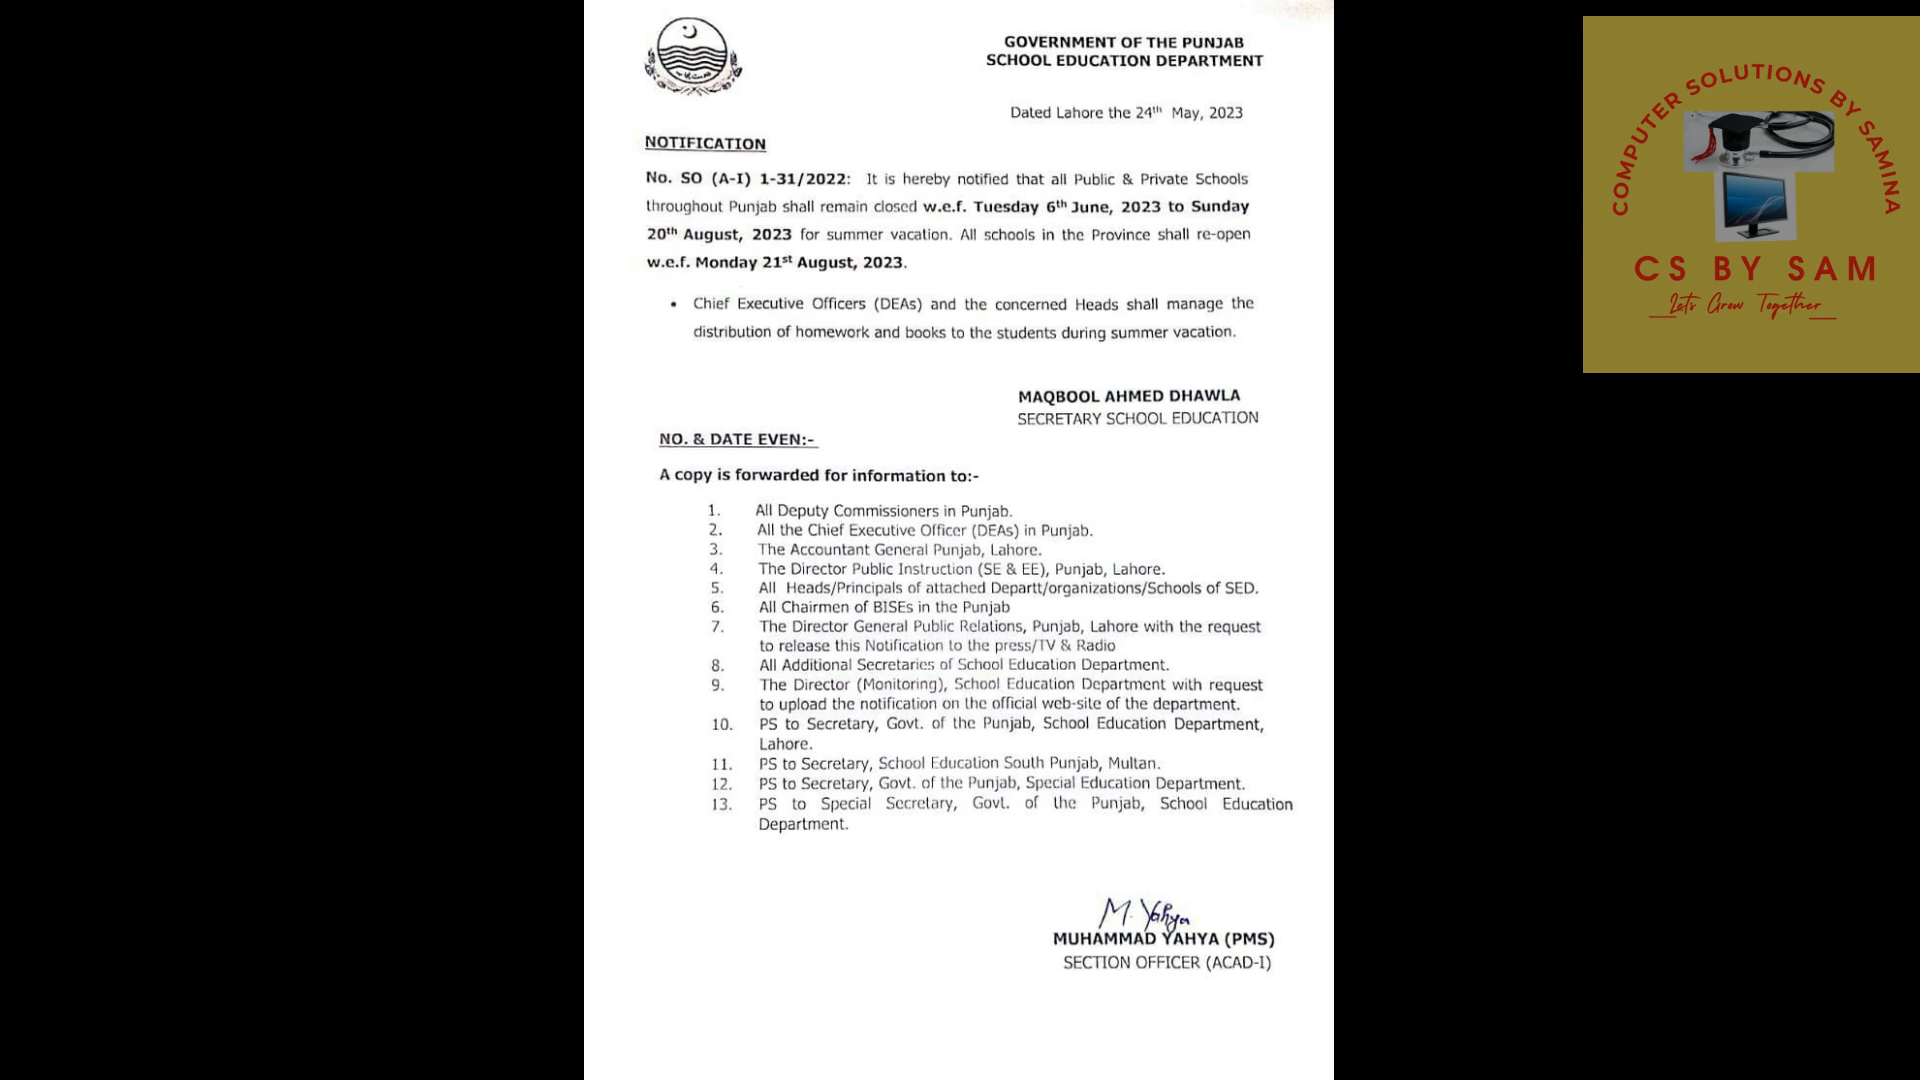 GOVERNMENT OF THE PUNJAB
SCHOOL EDUCATION DEPARTMENT
Dated Lahore the 24th May, 2023
NOTIFICATION
No. SO (A-I) 1-31/2022: It is hereby notified that all Public & Private Schools
throughout Punjab shall remain closed w.e.f. Tuesday 6th June, 2023 to Sunday
20th August, 2023 for summer vacation. All schools in the Province shall re-open
w.e.f. Monday 21st August, 2023.
• Chief Executive Officers (DEAs) and the concerned Heads shall manage the
distribution of homework and books to the students during summer vacation.
MAQBOOL AHMED DHAWLA
SECRETARY SCHOOL EDUCATION
NO. & DATE EVEN:-
A copy is forwarded for information to:-
1. All Deputy Commissioners in Punjab.
2. All the Chief Executive Officer (DEAs) in Punjab.
3. The Accountant General Punjab, Lahore.
4. The Director Public Instruction (SE & EE), Punjab, Lahore.
5. All Heads/Principals of attached Departt/organizations/Schools of SED.
6. All Chairmen of BISEs in the Punjab
7. The Director General Public Relations, Punjab, Lahore with the request
to release this Notification to the press/TV & Radio
8. All Additional Secretaries of School Education Department.
9. The Director (Monitoring), School Education Department with request
to upload the notification on the official web-site of the department.
10. PS to Secretary, Govt. of the Punjab, School Education Department,
Lahore.
11. PS to Secretary, School Education South Punjab, Multan.
12. PS to Secretary, Govt. of the Punjab, Special Education Department.
13. PS to Special Secretary, Govt. of the Punjab, School Education
Department.
M. Yahya
MUHAMMAD YAHYA (PMS)
SECTION OFFICER (ACAD-I)
COMPUTER SOLUTIONS BY SAMINA
CS BY SAM
Lets Grow Together